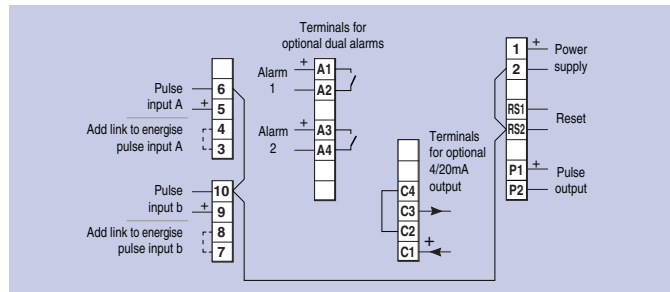 Terminals for
optional dual alarms
Pulse
input A
+
6
5
4
3
Add link to energise
pulse input A
Pulse
input b
+
10
9
8
7
Add link to energise
pulse input b
Alarm
1
+
A1
A2
Alarm
2
+
A3
A4
Terminals
for optional
4/20mA
output
C4
C3
C2
C1
+
1
2
+
Power
supply
RS1
RS2
Reset
P1
P2
+
Pulse
output